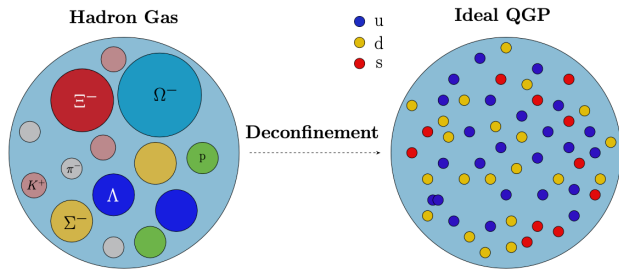 Hadron Gas
Ideal QGP
u
d
s
Ξ⁻
Ω⁻
Deconfinement
p
π⁻
K⁺
Λ
Σ⁻